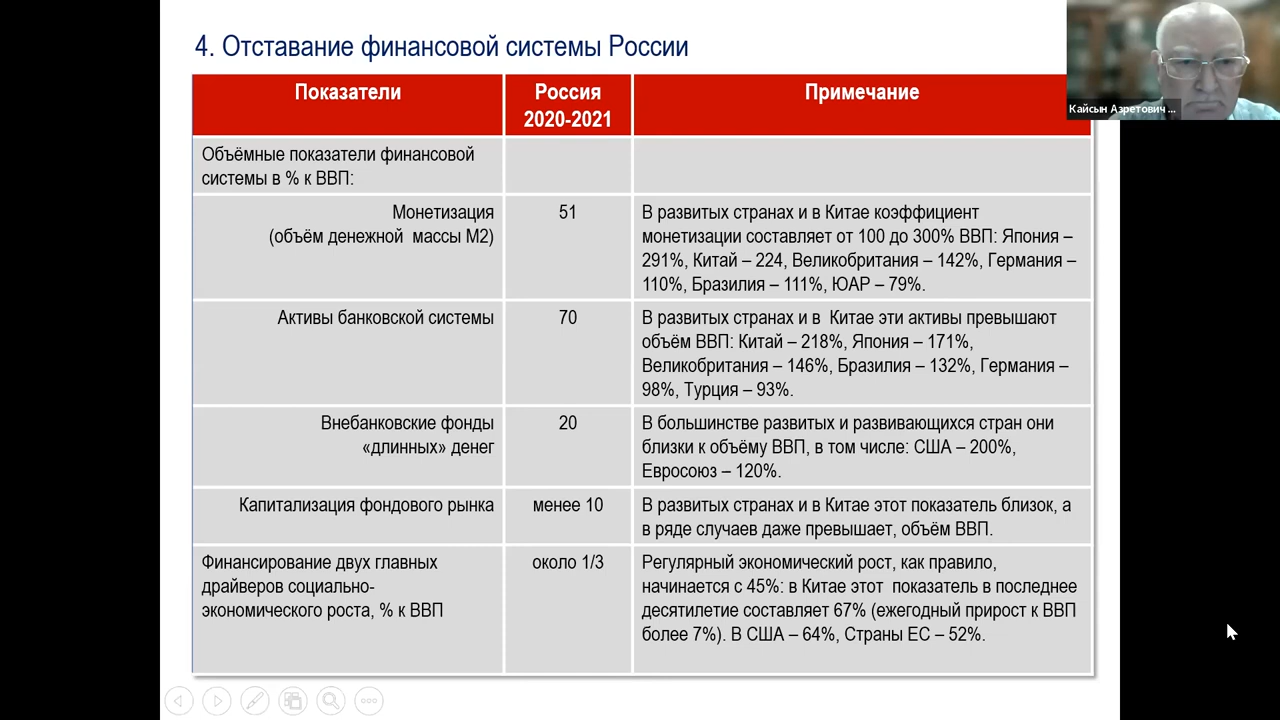 4. Отставание финансовой системы России
Показатели
Россия
2020-2021
Примечание
Кайсын Азретович ...
Объёмные показатели финансовой
системы в % к ВВП:
Монетизация
(объём денежной массы М2)
51
В развитых странах и в Китае коэффициент
монетизации составляет от 100 до 300% ВВП: Япония –
291%, Китай – 224, Великобритания – 142%, Германия –
110%, Бразилия – 111%, ЮАР – 79%.
Активы банковской системы
70
В развитых странах и в Китае эти активы превышают
объём ВВП: Китай – 218%, Япония – 171%,
Великобритания – 146%, Бразилия – 132%, Германия –
98%, Турция – 93%.
Внебанковские фонды
«длинных» денег
20
В большинстве развитых и развивающихся стран они
близки к объёму ВВП, в том числе: США – 200%,
Евросоюз – 120%.
Капитализация фондового рынка
менее 10
В развитых странах и в Китае этот показатель близок, а
в ряде случаев даже превышает, объём ВВП.
Финансирование двух главных
драйверов социально-
экономического роста, % к ВВП
около 1/3
Регулярный экономический рост, как правило,
начинается с 45%: в Китае этот показатель в последнее
десятилетие составляет 67% (ежегодный прирост к ВВП
более 7%). В США – 64%, Страны ЕС – 52%.